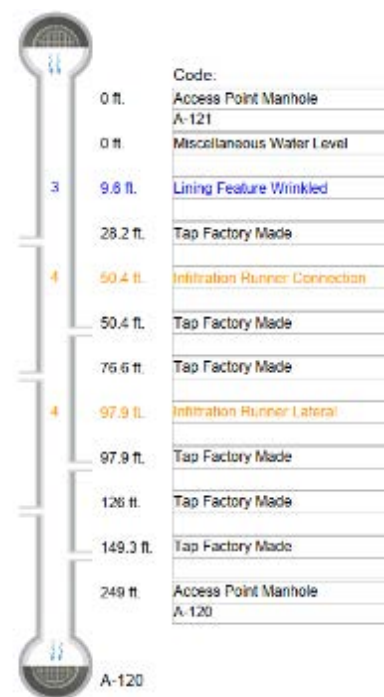 Code:
0 ft. Access Point Manhole
A-121
0 ft. Miscellaneous Water Level
3 9.6 ft. Lining Feature Wrinkled
28.2 ft. Tap Factory Made
4 50.4 ft. Infiltration Runner Connection
50.4 ft. Tap Factory Made
76.6 ft. Tap Factory Made
4 97.9 ft. Infiltration Runner Lateral
97.9 ft. Tap Factory Made
126 ft. Tap Factory Made
149.3 ft. Tap Factory Made
249 ft. Access Point Manhole
A-120
A-120